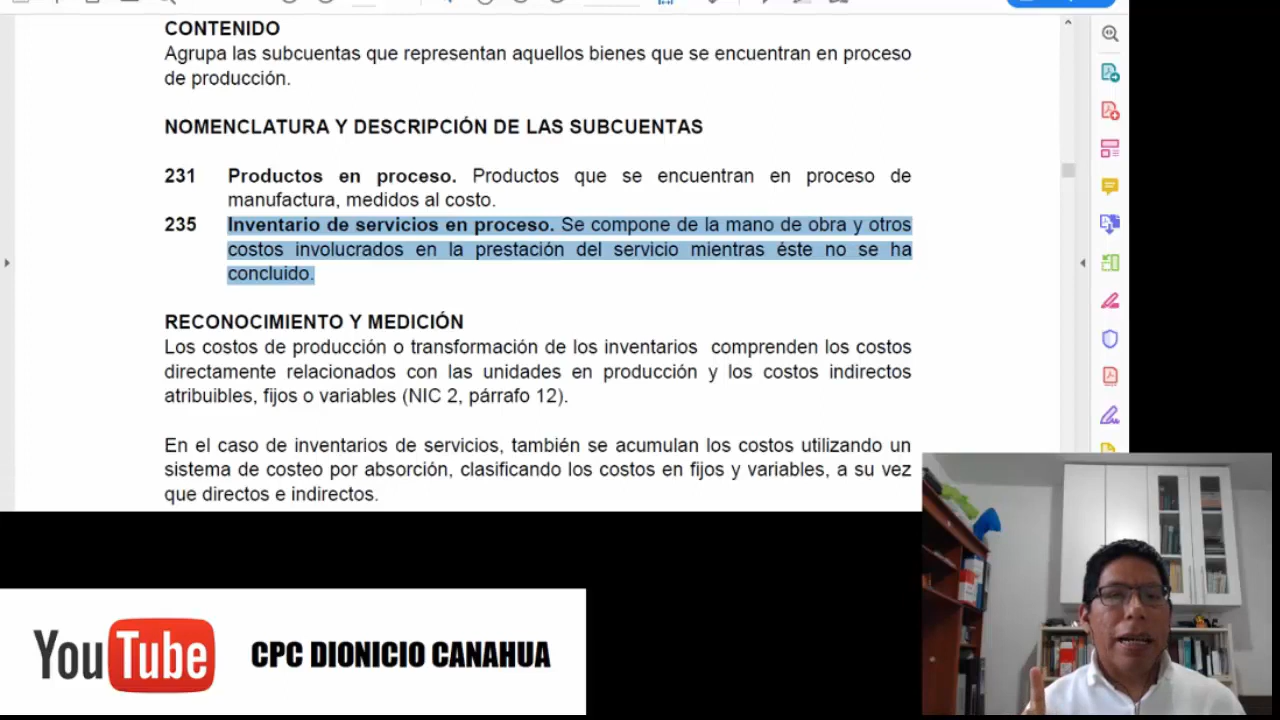 CONTENIDO
Agrupa las subcuentas que representan aquellos bienes que se encuentran en proceso
de producción.
NOMENCLATURA Y DESCRIPCIÓN DE LAS SUBCUENTAS
231 Productos en proceso. Productos que se encuentran en proceso de
manufactura, medidos al costo.
235 Inventario de servicios en proceso. Se compone de la mano de obra y otros
costos involucrados en la prestación del servicio mientras éste no se ha
concluido.
RECONOCIMIENTO Y MEDICIÓN
Los costos de producción o transformación de los inventarios comprenden los costos
directamente relacionados con las unidades en producción y los costos indirectos
atribuibles, fijos o variables (NIC 2, párrafo 12).
En el caso de inventarios de servicios, también se acumulan los costos utilizando un
sistema de costeo por absorción, clasificando los costos en fijos y variables, a su vez
que directos e indirectos.
YouTube CPC DIONICIO CANAHUA